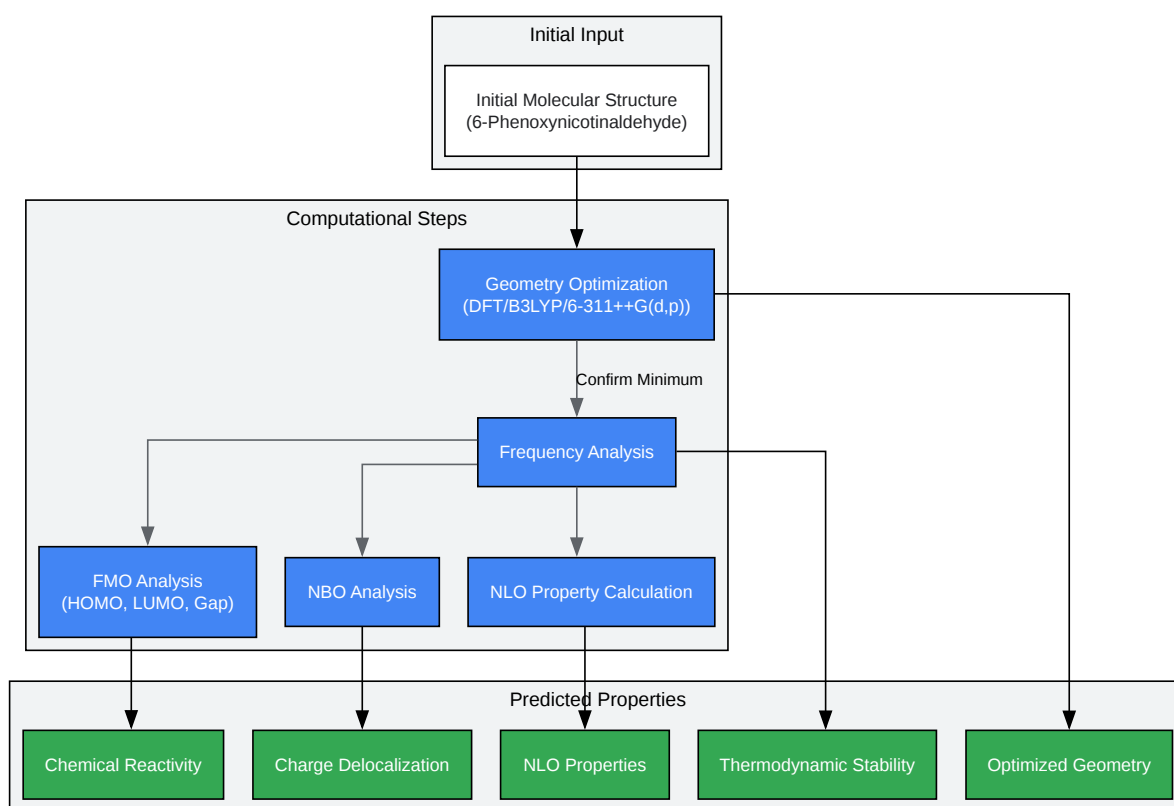 Initial Input
Initial Molecular Structure
(6-Phenoxynicotinaldehyde)
Computational Steps
Geometry Optimization
(DFT/B3LYP/6-311++G(d,p))
Confirm Minimum
Frequency Analysis
FMO Analysis
(HOMO, LUMO, Gap)
NBO Analysis
NLO Property Calculation
Predicted Properties
Chemical Reactivity
Charge Delocalization
NLO Properties
Thermodynamic Stability
Optimized Geometry